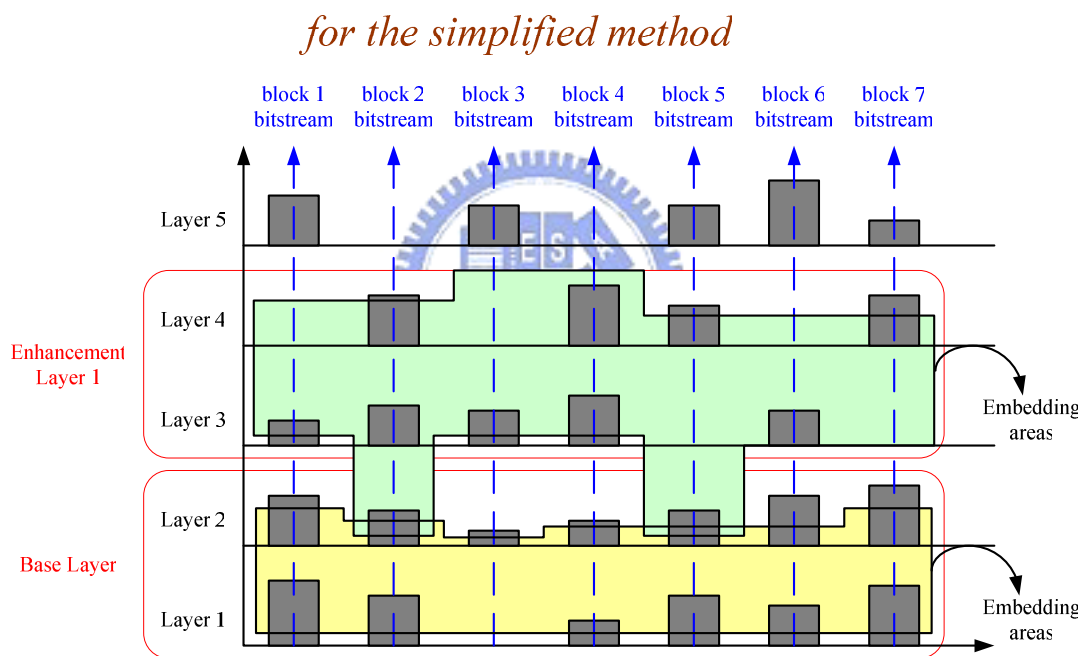 for the simplified method
block 1 block 2 block 3 block 4 block 5 block 6 block 7
bitstream bitstream bitstream bitstream bitstream bitstream bitstream
Layer 5
ES
Layer 4
Enhancement
Layer 1
Layer 3
Embedding
areas
Layer 2
Base Layer
Layer 1
Embedding
areas